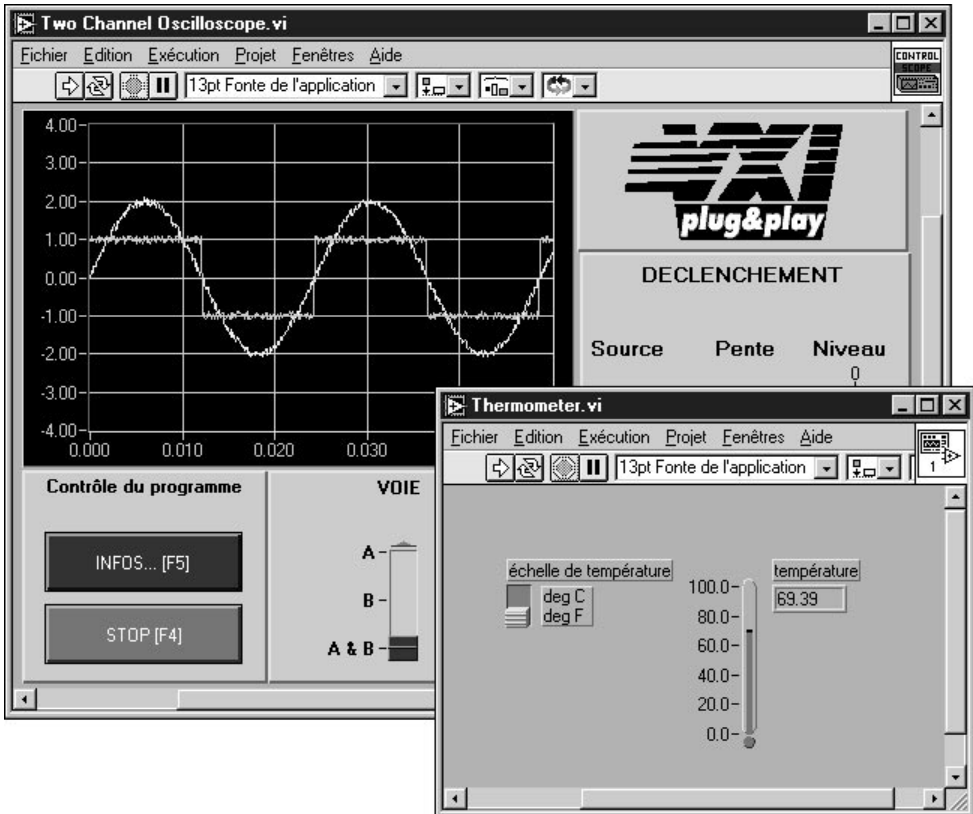 Two Channel Oscilloscope.vi
Fichier Edition Exécution Projet Fenêtres Aide
CONTROL
SCOPE
13pt Fonte de l'application
4.00
3.00
2.00
1.00
0.00
-1.00
-2.00
-3.00
-4.00
0.000 0.010 0.020 0.030
VXI
plug&play
DECLENCHEMENT
Source Pente Niveau
0
Contrôle du programme
INFOS... [F5]
STOP [F4]
VOIE
A
B
A & B
Thermometer.vi
Fichier Edition Exécution Projet Fenêtres Aide
1
13pt Fonte de l'application
échelle de température
deg C
deg F
100.0
80.0
60.0
40.0
20.0
0.0
température
69.39